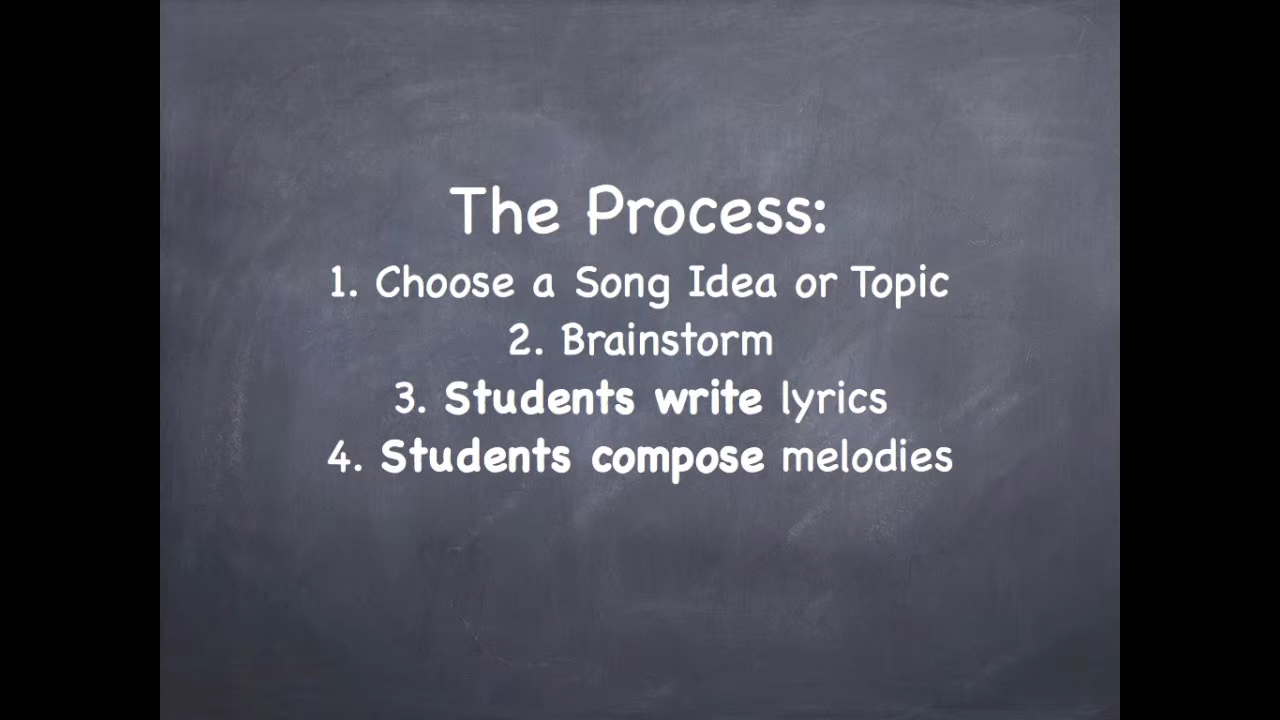 The Process:
1. Choose a Song Idea or Topic
2. Brainstorm
3. Students write lyrics
4. Students compose melodies